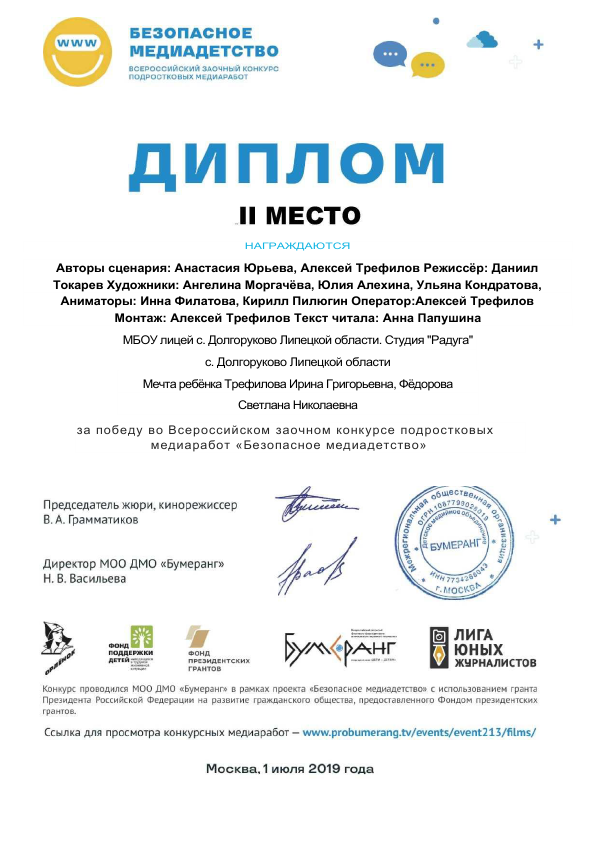 www
БЕЗОПАСНОЕ
МЕДИАДЕТСТВО
ВСЕРОССИЙСКИЙ ЗАОЧНЫЙ КОНКУРС
ПОДРОСТКОВЫХ МЕДИАРАБОТ
ДИПЛОМ
II МЕСТО
НАГРАЖДАЮТСЯ
Авторы сценария: Анастасия Юрьева, Алексей Трефилов Режиссёр: Даниил
Токарев Художники: Ангелина Моргачёва, Юлия Алехина, Ульяна Кондратова,
Аниматоры: Инна Филатова, Кирилл Пилюгин Оператор:Алексей Трефилов
Монтаж: Алексей Трефилов Текст читала: Анна Папушина
МБОУ лицей с. Долгоруково Липецкой области. Студия "Радуга"
с. Долгоруково Липецкой области
Мечта ребёнка Трефилова Ирина Григорьевна, Фёдорова
Светлана Николаевна
за победу во Всероссийском заочном конкурсе подростковых
медиаработ «Безопасное медиадетство»
Председатель жюри, кинорежиссер
В. А. Грамматиков
Директор МОО ДМО «Бумеранг»
Н. В. Васильева
Межрегиональная общественная организация
Детское медийное объединение
БУМЕРАНГ
г. МОСКВА
ОРЛЁНОК
ФОНД
ПОДДЕРЖКИ
ДЕТЕЙ
ФОНД
ПРЕЗИДЕНТСКИХ
ГРАНТОВ
БУМЕРАНГ
ЛИГА
ЮНЫХ
ЖУРНАЛИСТОВ
Конкурс проводился МОО ДМО «Бумеранг» в рамках проекта «Безопасное медиадетство» с использованием гранта
Президента Российской Федерации на развитие гражданского общества, предоставленного Фондом президентских
грантов.
Ссылка для просмотра конкурсных медиаработ — www.probumerang.tv/events/event213/films/
Москва, 1 июля 2019 года